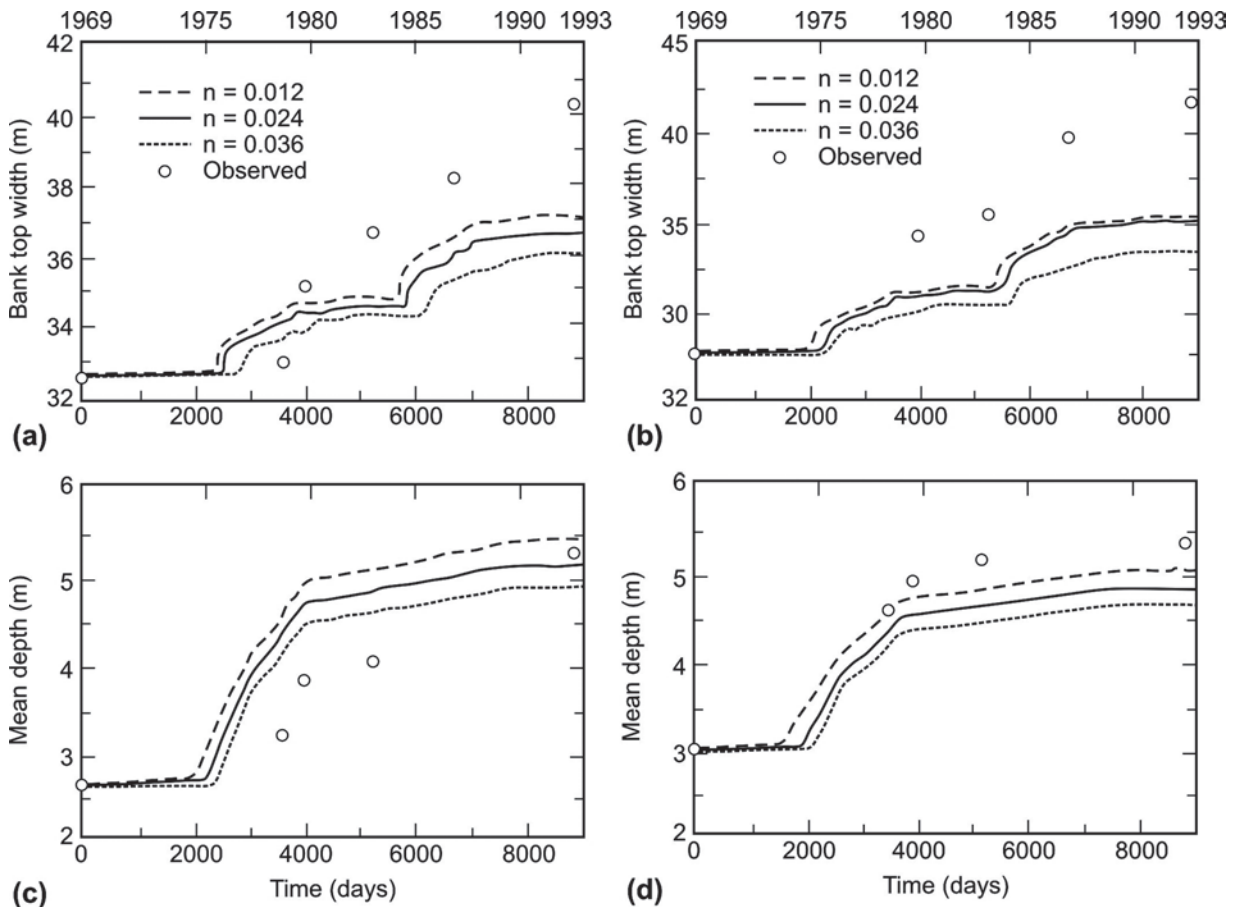 1969 1975 1980 1985 1990 1993
42
40
38
36
34
32
Bank top width (m)
n = 0.012
n = 0.024
n = 0.036
Observed
0 2000 4000 6000 8000
(a)
1969 1975 1980 1985 1990 1993
45
40
35
30
28
32
Bank top width (m)
n = 0.012
n = 0.024
n = 0.036
Observed
0 2000 4000 6000 8000
(b)
6
5
4
3
2
Mean depth (m)
0 2000 4000 6000 8000
Time (days)
(c)
6
5
4
3
2
Mean depth (m)
0 2000 4000 6000 8000
Time (days)
(d)